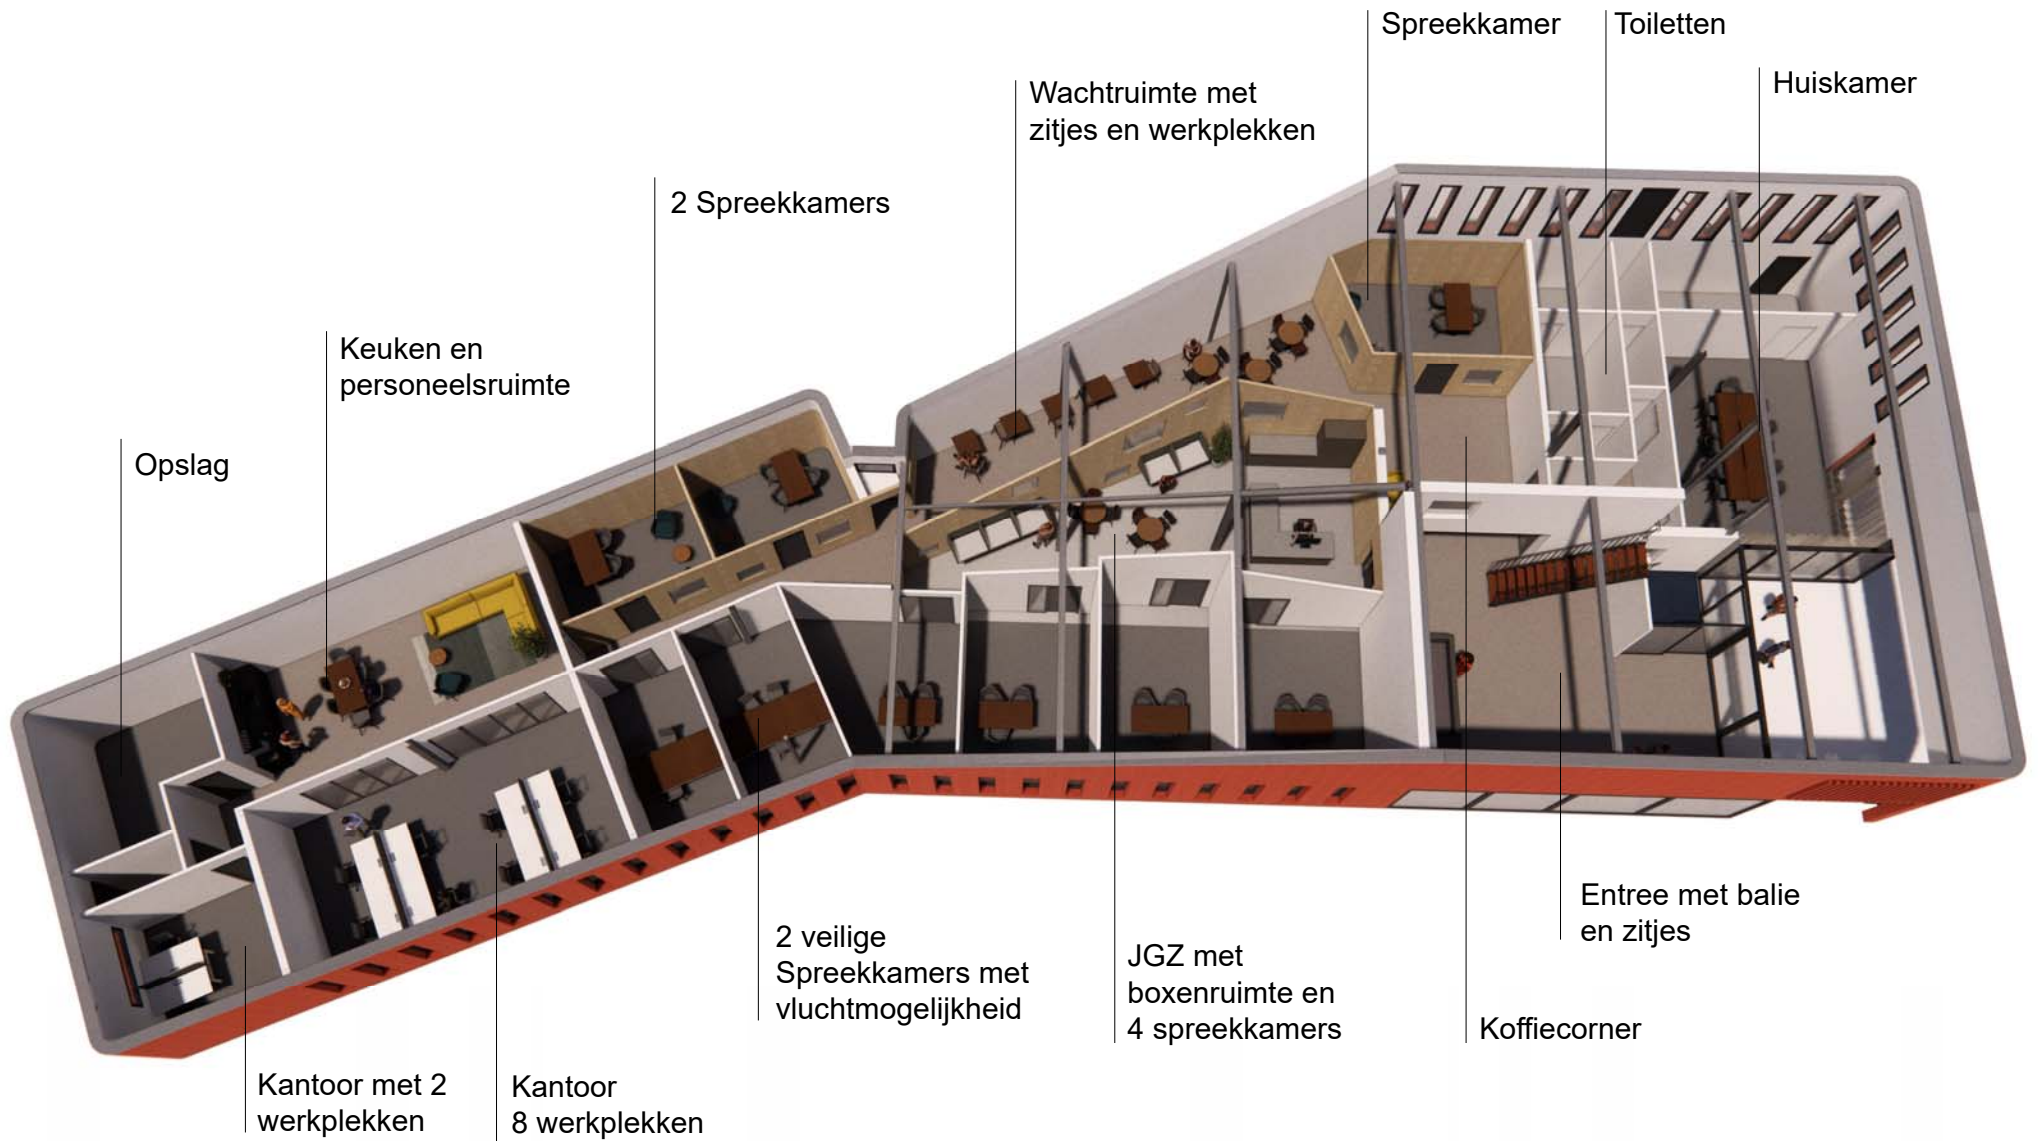 Spreekkamer
Toiletten
Huiskamer
Wachtruimte met
zitjes en werkplekken
2 Spreekkamers
Keuken en
personeelsruimte
Opslag
Entree met balie
en zitjes
2 veilige
Spreekkamers met
vluchtmogelijkheid
JGZ met
boxenruimte en
4 spreekkamers
Koffiecorner
Kantoor met 2
werkplekken
Kantoor
8 werkplekken